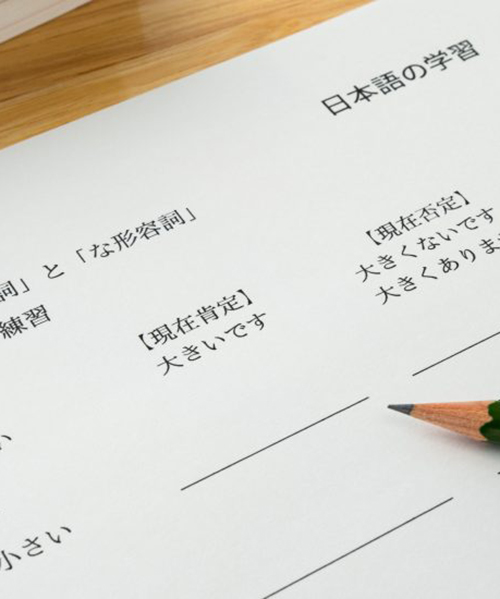 日本語の学習
詞」と「な形容詞」
練習
【現在肯定】
大きいです
【現在否定】
大きくないです
大きくありま
い
小さい